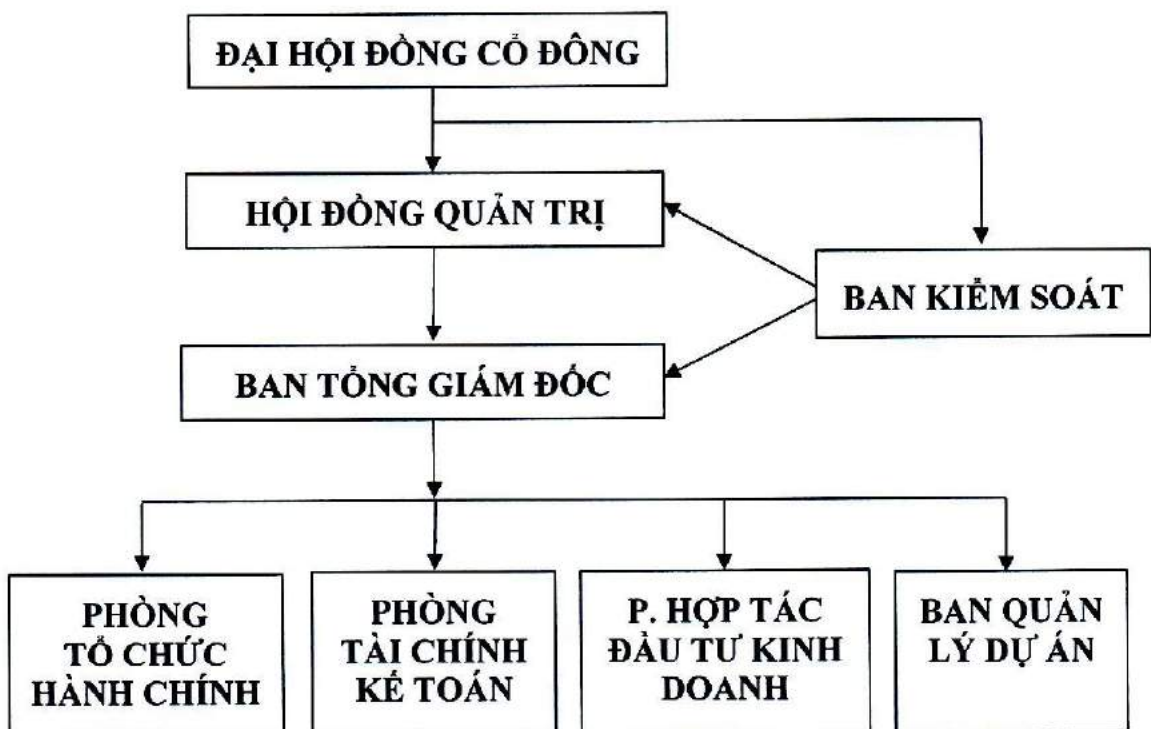 ĐẠI HỘI ĐỒNG CỔ ĐÔNG
HỘI ĐỒNG QUẢN TRỊ
BAN KIỂM SOÁT
BAN TỔNG GIÁM ĐỐC
PHÒNG
TỔ CHỨC
HÀNH CHÍNH
PHÒNG
TÀI CHÍNH
KẾ TOÁN
P. HỢP TÁC
ĐẦU TƯ KINH
DOANH
BAN QUẢN
LÝ DỰ ÁN